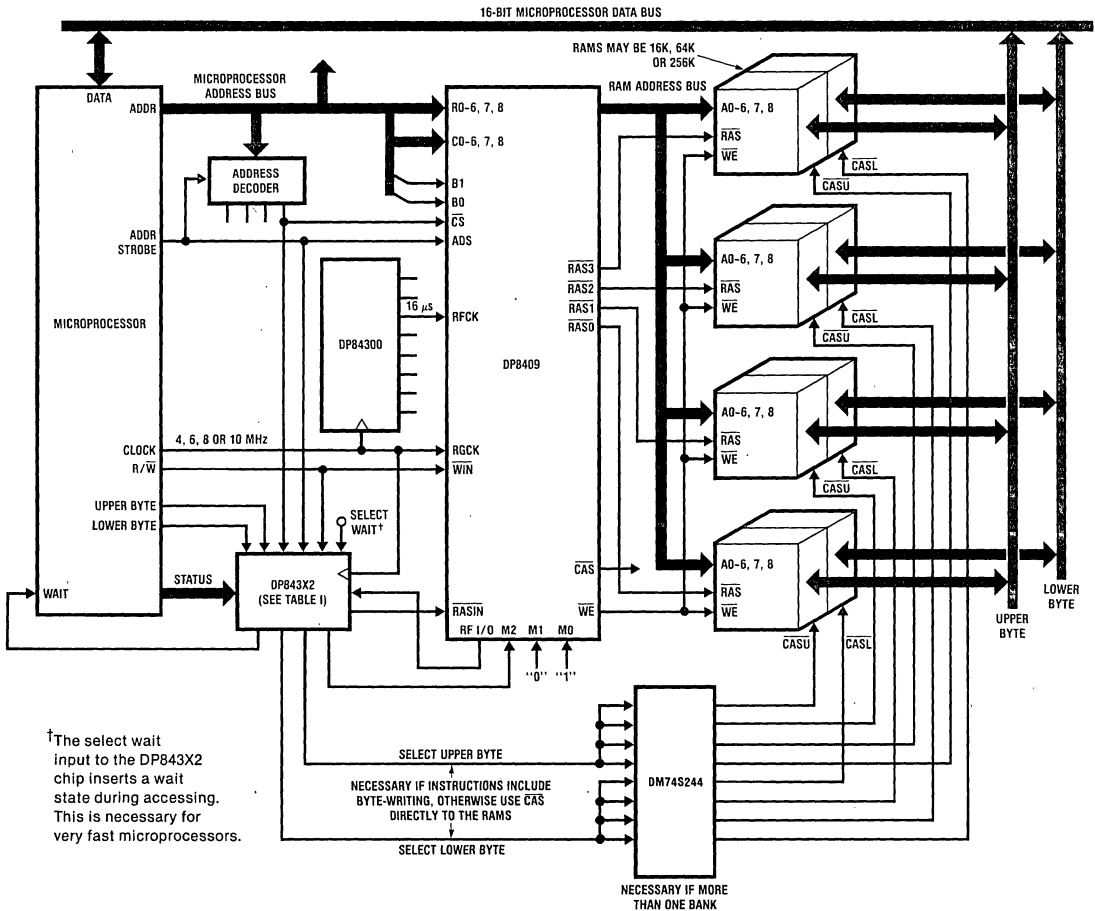 16-BIT MICROPROCESSOR DATA BUS
RAMS MAY BE 16K, 64K
OR 256K
DATA
ADDR
MICROPROCESSOR
ADDRESS BUS
R0-6, 7, 8
C0-6, 7, 8
B1
B0
CS
ADS
ADDRESS
DECODER
ADDR
STROBE
MICROPROCESSOR
DP84300
16 μs
RFCK
DP8409
RAM ADDRESS BUS
RAS3
RAS2
RAS1
RAS0
A0-6, 7, 8
RAS
WE
CASL
CASU
A0-6, 7, 8
RAS
WE
CASL
CASU
A0-6, 7, 8
RAS
WE
CASL
CASU
A0-6, 7, 8
RAS
WE
CASU
CASL
CLOCK
4, 6, 8 OR 10 MHz
RGCK
R/W
WIN
UPPER BYTE
LOWER BYTE
SELECT
WAIT†
STATUS
WAIT
DP843X2
(SEE TABLE I)
RASIN
CAS
WE
RF I/O M2 M1 M0
"0" "1"
UPPER
BYTE
LOWER
BYTE
†The select wait
input to the DP843X2
chip inserts a wait
state during accessing.
This is necessary for
very fast microprocessors.
SELECT UPPER BYTE
NECESSARY IF INSTRUCTIONS INCLUDE
BYTE-WRITING, OTHERWISE USE CAS
DIRECTLY TO THE RAMS
SELECT LOWER BYTE
DM74S244
NECESSARY IF MORE
THAN ONE BANK